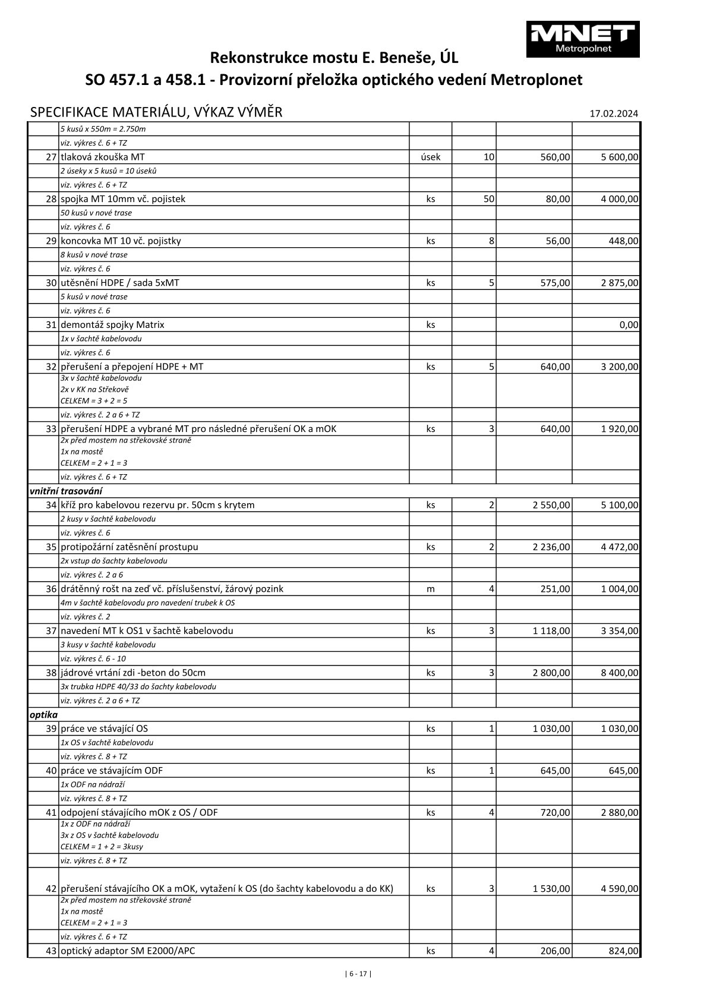 MNET
Metropolnet
Rekonstrukce mostu E. Beneše, ÚL
SO 457.1 a 458.1 - Provizorní přeložka optického vedení Metroplonet
SPECIFIKACE MATERIÁLU, VÝKAZ VÝMĚR 17.02.2024
5 kusů x 550m = 2.750m
viz. výkres č. 6 + TZ
27 tlaková zkouška MT úsek 10 560,00 5 600,00
2 úseky x 5 kusů = 10 úseků
viz. výkres č. 6 + TZ
28 spojka MT 10mm vč. pojistek ks 50 80,00 4 000,00
50 kusů v nové trase
viz. výkres č. 6
29 koncovka MT 10 vč. pojistky ks 8 56,00 448,00
8 kusů v nové trase
viz. výkres č. 6
30 utěsnění HDPE / sada 5xMT ks 5 575,00 2 875,00
5 kusů v nové trase
viz. výkres č. 6
31 demontáž spojky Matrix ks 0,00
1x v šachtě kabelovodu
viz. výkres č. 6
32 přerušení a přepojení HDPE + MT ks 5 640,00 3 200,00
3x v šachtě kabelovodu
2x v KK na Střekově
CELKEM = 3 + 2 = 5
viz. výkres č. 2 a 6 + TZ
33 přerušení HDPE a vybrané MT pro následné přerušení OK a mOK ks 3 640,00 1 920,00
2x před mostem na střekovské straně
1x na mostě
CELKEM = 2 + 1 = 3
viz. výkres č. 6 + TZ
vnitřní trasování
34 kříž pro kabelovou rezervu pr. 50cm s krytem ks 2 2 550,00 5 100,00
2 kusy v šachtě kabelovodu
viz. výkres č. 6
35 protipožární zatěsnění prostupu ks 2 2 236,00 4 472,00
2x vstup do šachty kabelovodu
viz. výkres č. 2 a 6
36 drátěnný rošt na zeď vč. příslušenství, žárový pozink m 4 251,00 1 004,00
4m v šachtě kabelovodu pro navedení trubek k OS
viz. výkres č. 2
37 navedení MT k OS1 v šachtě kabelovodu ks 3 1 118,00 3 354,00
3 kusy v šachtě kabelovodu
viz. výkres č. 6 - 10
38 jádrové vrtání zdi -beton do 50cm ks 3 2 800,00 8 400,00
3x trubka HDPE 40/33 do šachty kabelovodu
viz. výkres č. 2 a 6 + TZ
optika
39 práce ve stávající OS ks 1 1 030,00 1 030,00
1x OS v šachtě kabelovodu
viz. výkres č. 8 + TZ
40 práce ve stávajícím ODF ks 1 645,00 645,00
1x ODF na nádraží
viz. výkres č. 8 + TZ
41 odpojení stávajícího mOK z OS / ODF ks 4 720,00 2 880,00
1x z ODF na nádraží
3x z OS v šachtě kabelovodu
CELKEM = 1 + 2 = 3kusy
viz. výkres č. 8 + TZ
42 přerušení stávajícího OK a mOK, vytažení k OS (do šachty kabelovodu a do KK) ks 3 1 530,00 4 590,00
2x před mostem na střekovské straně
1x na mostě
CELKEM = 2 + 1 = 3
viz. výkres č. 6 + TZ
43 optický adaptor SM E2000/APC ks 4 206,00 824,00
| 6 - 17 |